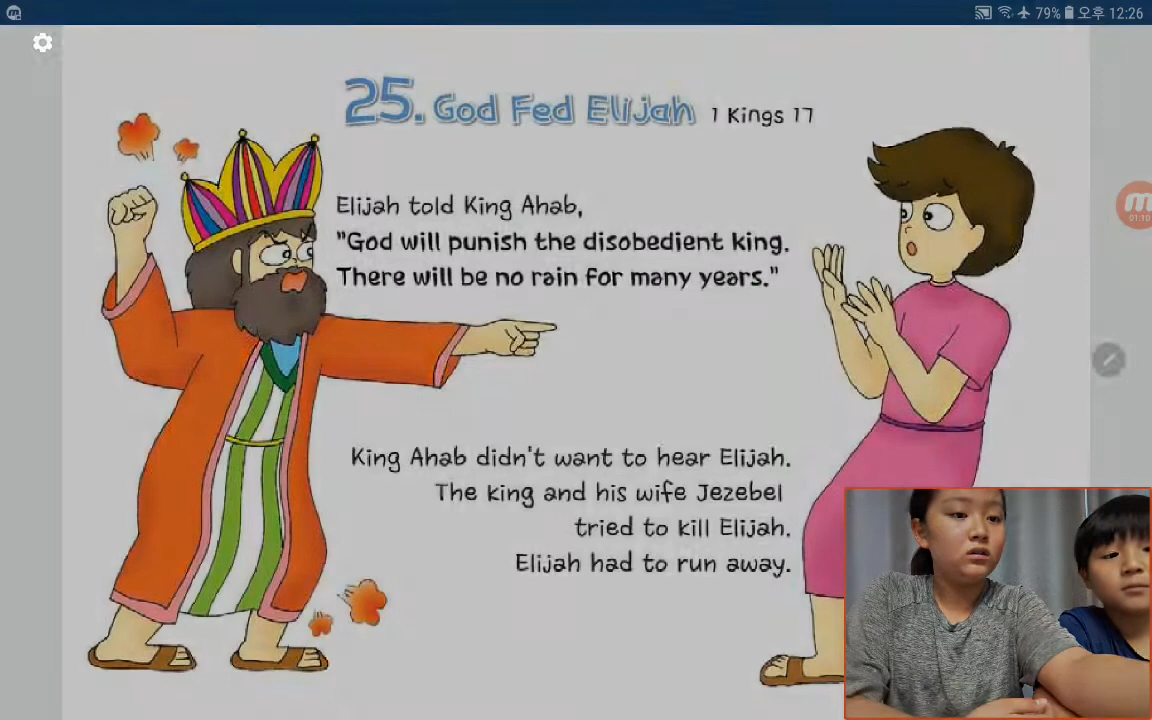 79% 오후 12:26
25. God Fed Elijah 1 Kings 17
Elijah told King Ahab,
"God will punish the disobedient king.
There will be no rain for many years."
01:10
King Ahab didn't want to hear Elijah.
The king and his wife Jezebel
tried to kill Elijah.
Elijah had to run away.